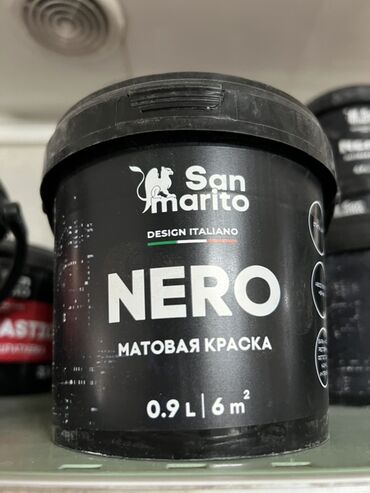 San
marito
DESIGN ITALIANO
NERO
МАТОВАЯ КРАСКА
0.9 L | 6 m²